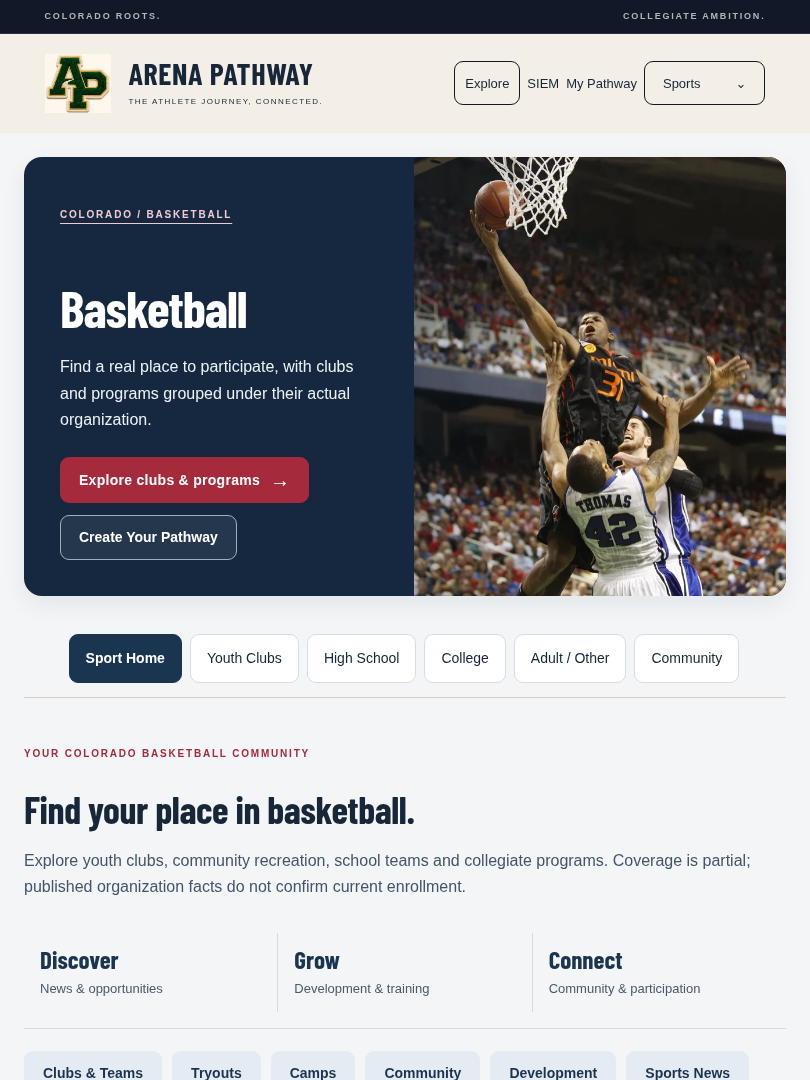 COLORADO ROOTS.
COLLEGIATE AMBITION.
AP
ARENA PATHWAY
THE ATHLETE JOURNEY, CONNECTED.
Explore
SIEM
My Pathway
Sports
COLORADO / BASKETBALL
Basketball
Find a real place to participate, with clubs
and programs grouped under their actual
organization.
Explore clubs & programs →
Create Your Pathway
MIAMI
31
THOMAS
42
Sport Home
Youth Clubs
High School
College
Adult / Other
Community
YOUR COLORADO BASKETBALL COMMUNITY
Find your place in basketball.
Explore youth clubs, community recreation, school teams and collegiate programs. Coverage is partial;
published organization facts do not confirm current enrollment.
Discover
News & opportunities
Grow
Development & training
Connect
Community & participation
Clubs & Teams
Tryouts
Camps
Community
Development
Sports News